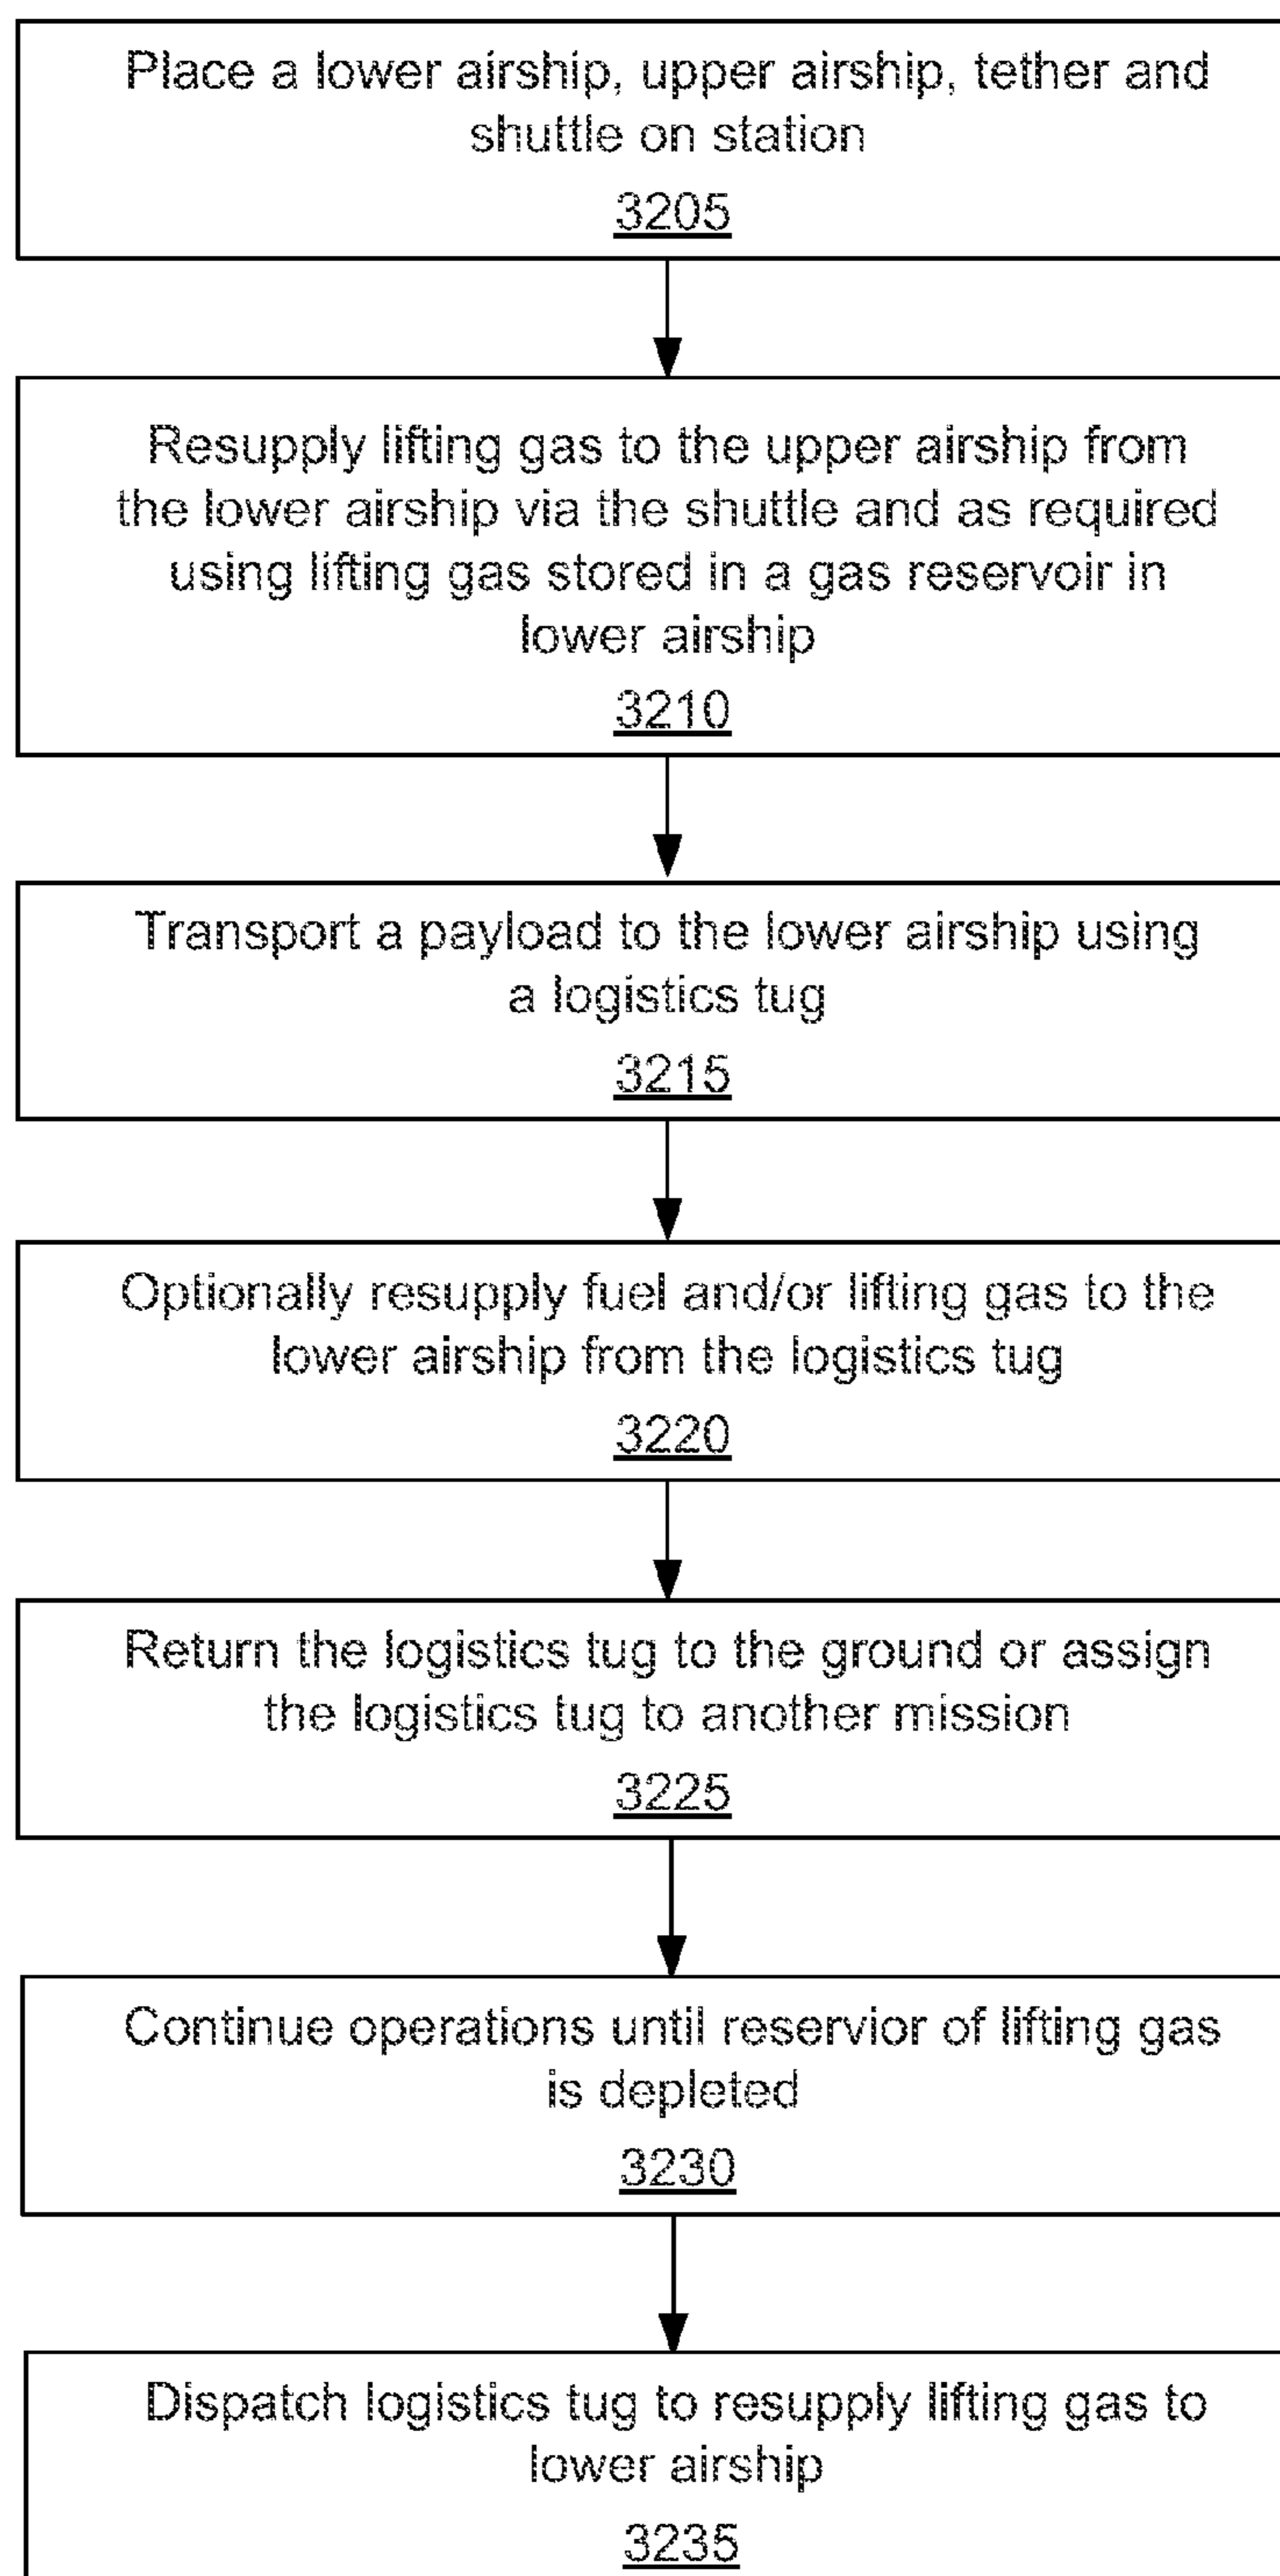 Place a lower airship, upper airship, tether and
shuttle on station
3205
Resupply lifting gas to the upper airship from
the lower airship via the shuttle and as required
using lifting gas stored in a gas reservoir in
lower airship
3210
Transport a payload to the lower airship using
a logistics tug
3215
Optionally resupply fuel and/or lifting gas to the
lower airship from the logistics tug
3220
Return the logistics tug to the ground or assign
the logistics tug to another mission
3225
Continue operations until reservior of lifting gas
is depleted
3230
Dispatch logistics tug to resupply lifting gas to
lower airship
3235